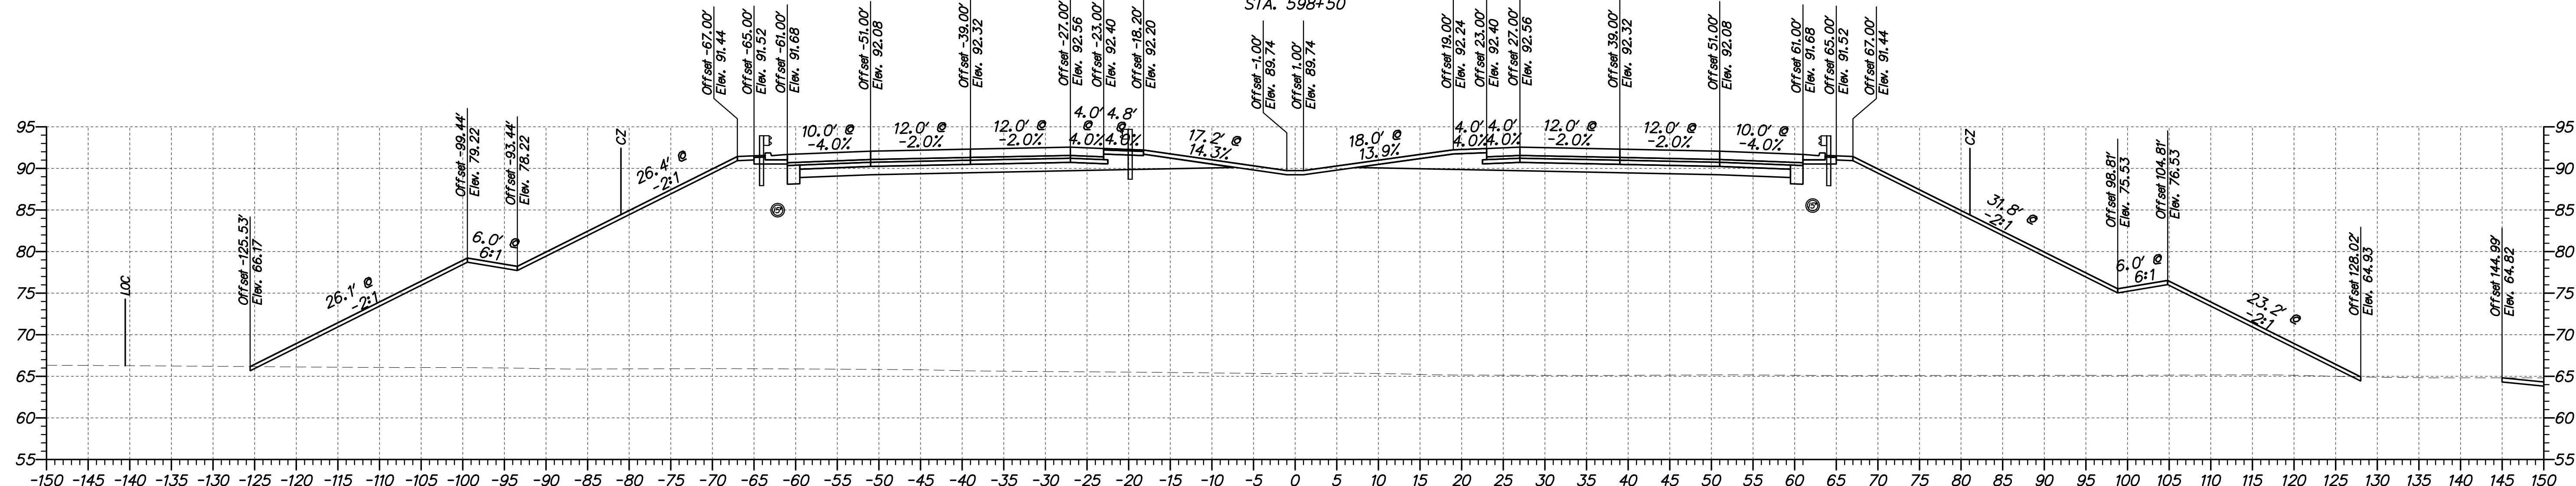 STA. 598+50
Offset -67.00'
Elev. 91.44
Offset -65.00'
Elev. 91.52
Offset -61.00'
Elev. 91.68
Offset -51.00'
Elev. 92.08
Offset -39.00'
Elev. 92.32
Offset -27.00'
Elev. 92.56
Offset -23.00'
Elev. 92.40
Offset -18.20'
Elev. 92.20
Offset -1.00'
Elev. 89.74
Offset 1.00'
Elev. 89.74
Offset 19.00'
Elev. 92.24
Offset 23.00'
Elev. 92.40
Offset 27.00'
Elev. 92.56
Offset 39.00'
Elev. 92.32
Offset 51.00'
Elev. 92.08
Offset 61.00'
Elev. 91.68
Offset 65.00'
Elev. 91.52
Offset 67.00'
Elev. 91.44
Offset -125.53'
Elev. 66.17
Offset -99.44'
Elev. 79.22
Offset -93.44'
Elev. 78.22
Offset 98.81'
Elev. 75.53
Offset 104.81'
Elev. 76.53
Offset 128.02'
Elev. 64.93
Offset 144.99'
Elev. 64.82
LOC
CZ
CZ
26.1' @
-2:1
6.0' @
6:1
26.4' @
-2:1
10.0' @
-4.0%
12.0' @
-2.0%
12.0' @
-2.0%
4.0' @
4.0%
4.8' @
4.0%
17.2' @
14.3%
18.0' @
13.9%
4.0'
4.0%
4.0'
4.0%
12.0' @
-2.0%
12.0' @
-2.0%
10.0' @
-4.0%
31.8' @
-2:1
6.0' @
6:1
23.2' @
-2:1
95 95
90 90
85 85
80 80
75 75
70 70
65 65
60 60
55 55
-150 -145 -140 -135 -130 -125 -120 -115 -110 -105 -100 -95 -90 -85 -80 -75 -70 -65 -60 -55 -50 -45 -40 -35 -30 -25 -20 -15 -10 -5 0 5 10 15 20 25 30 35 40 45 50 55 60 65 70 75 80 85 90 95 100 105 110 115 120 125 130 135 140 145 150